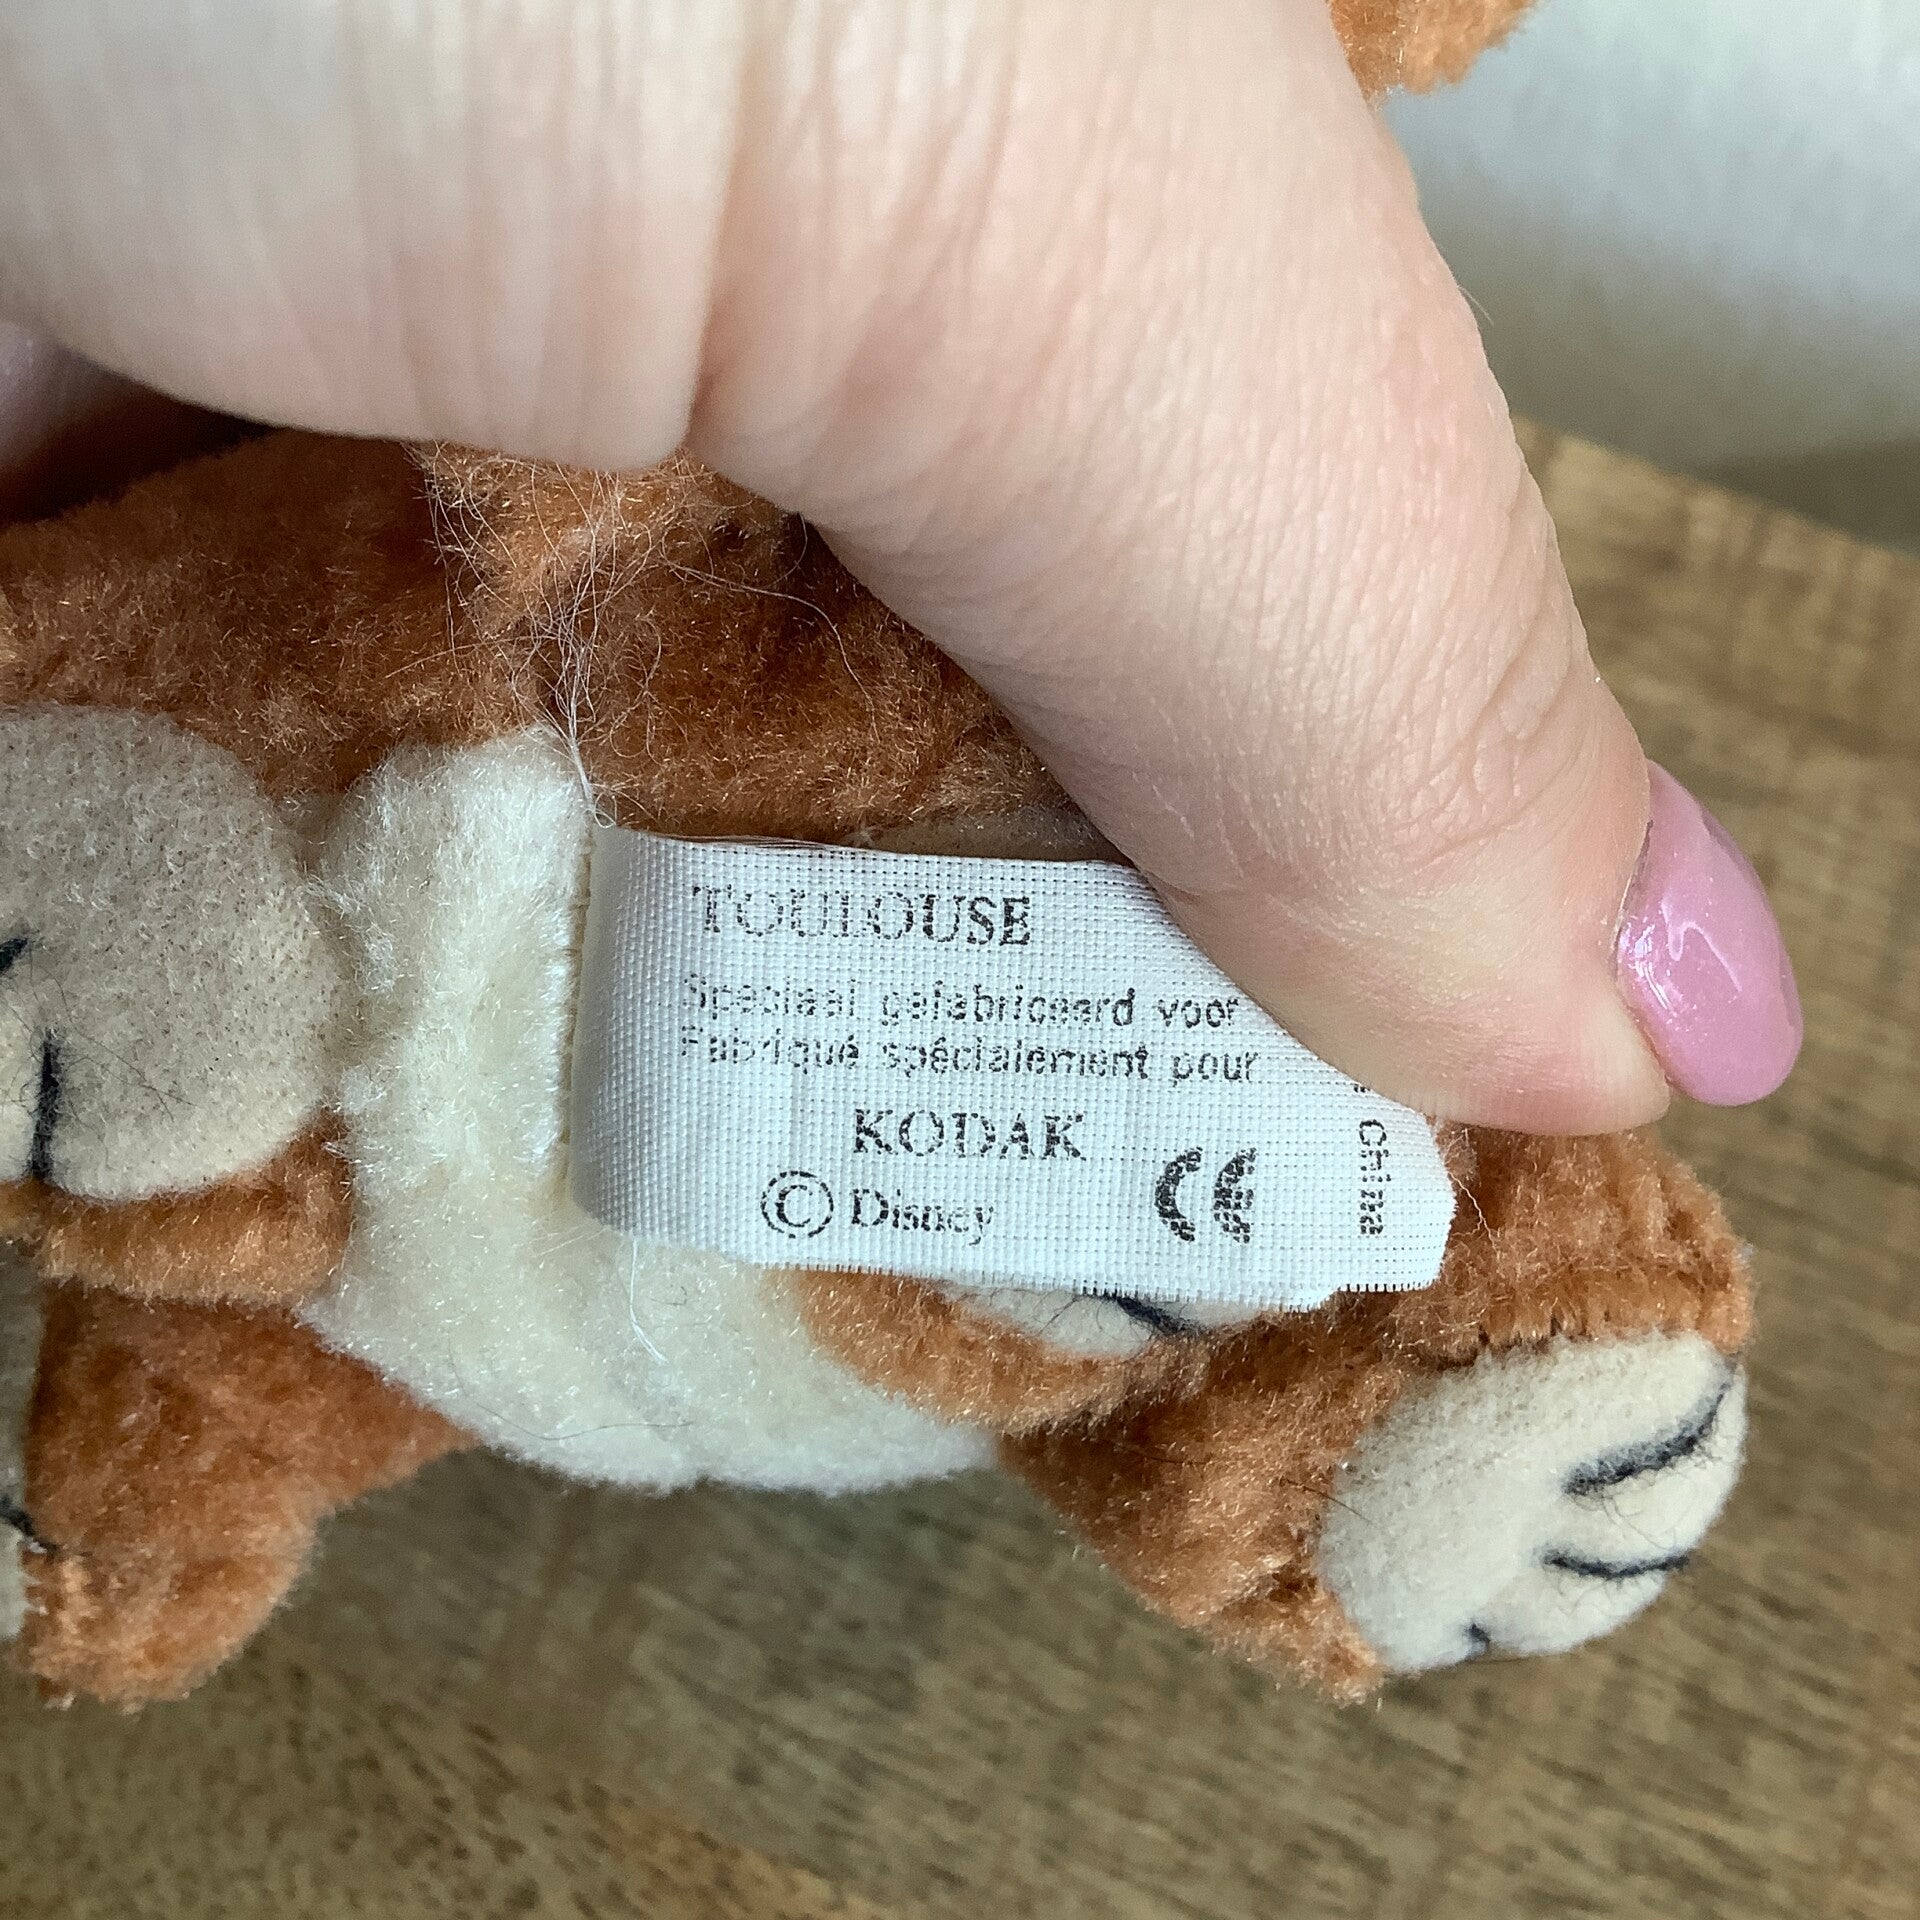 TOULOUSE
Speciaal gefabriceerd voor
Fabriqué spécialement pour
KODAK
© Disney CE
China